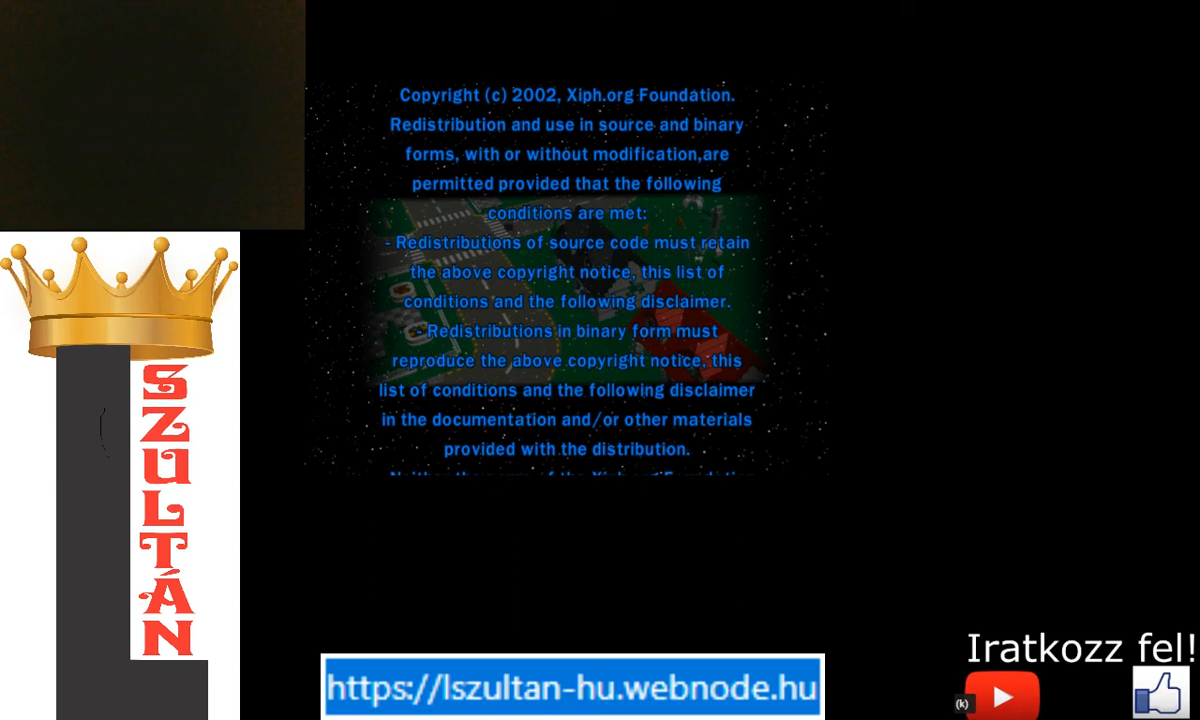 Copyright (c) 2002, Xiph.org Foundation.
Redistribution and use in source and binary
forms, with or without modification,are
permitted provided that the following
conditions are met:
- Redistributions of source code must retain
the above copyright notice, this list of
conditions and the following disclaimer.
- Redistributions in binary form must
reproduce the above copyright notice, this
list of conditions and the following disclaimer
in the documentation and/or other materials
provided with the distribution.
L
SZULTÁN
https://lszultan-hu.webnode.hu
Iratkozz fel!
(k)